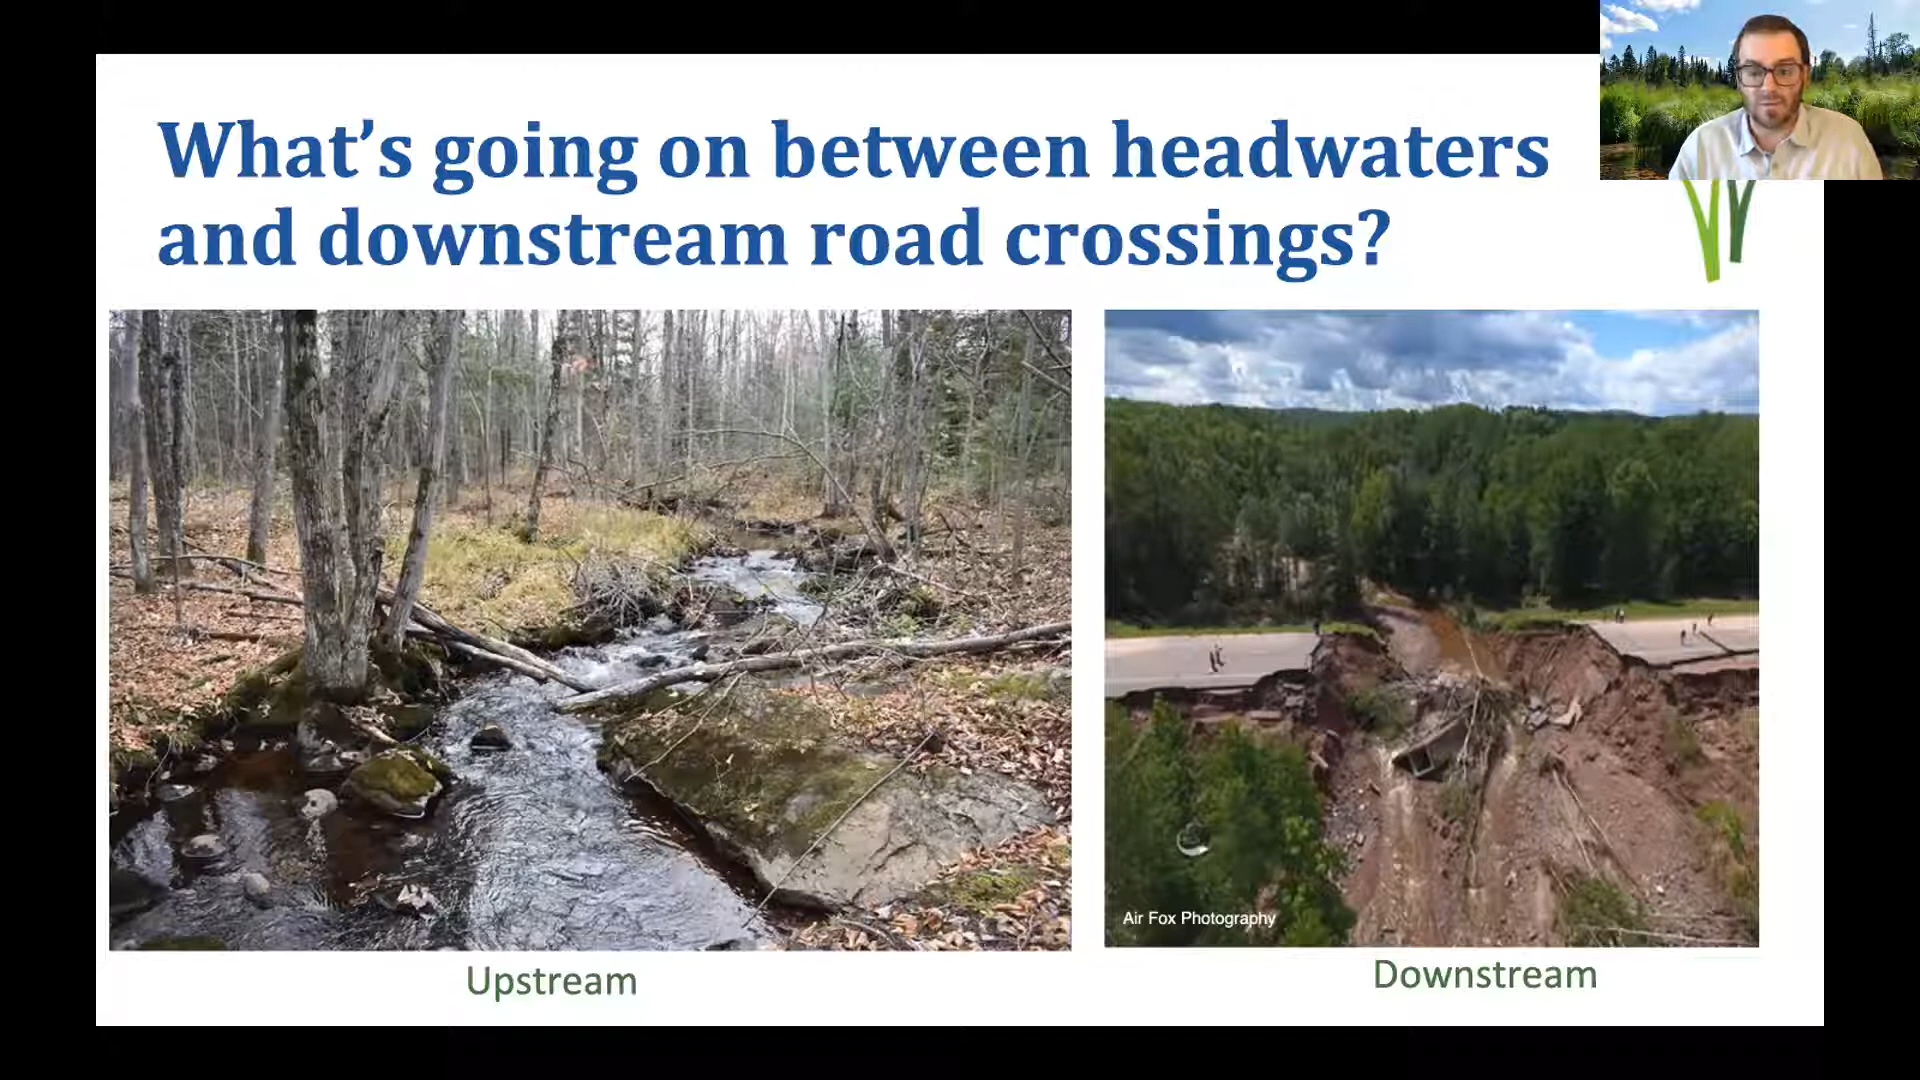 What’s going on between headwaters
and downstream road crossings?
Air Fox Photography
Upstream
Downstream